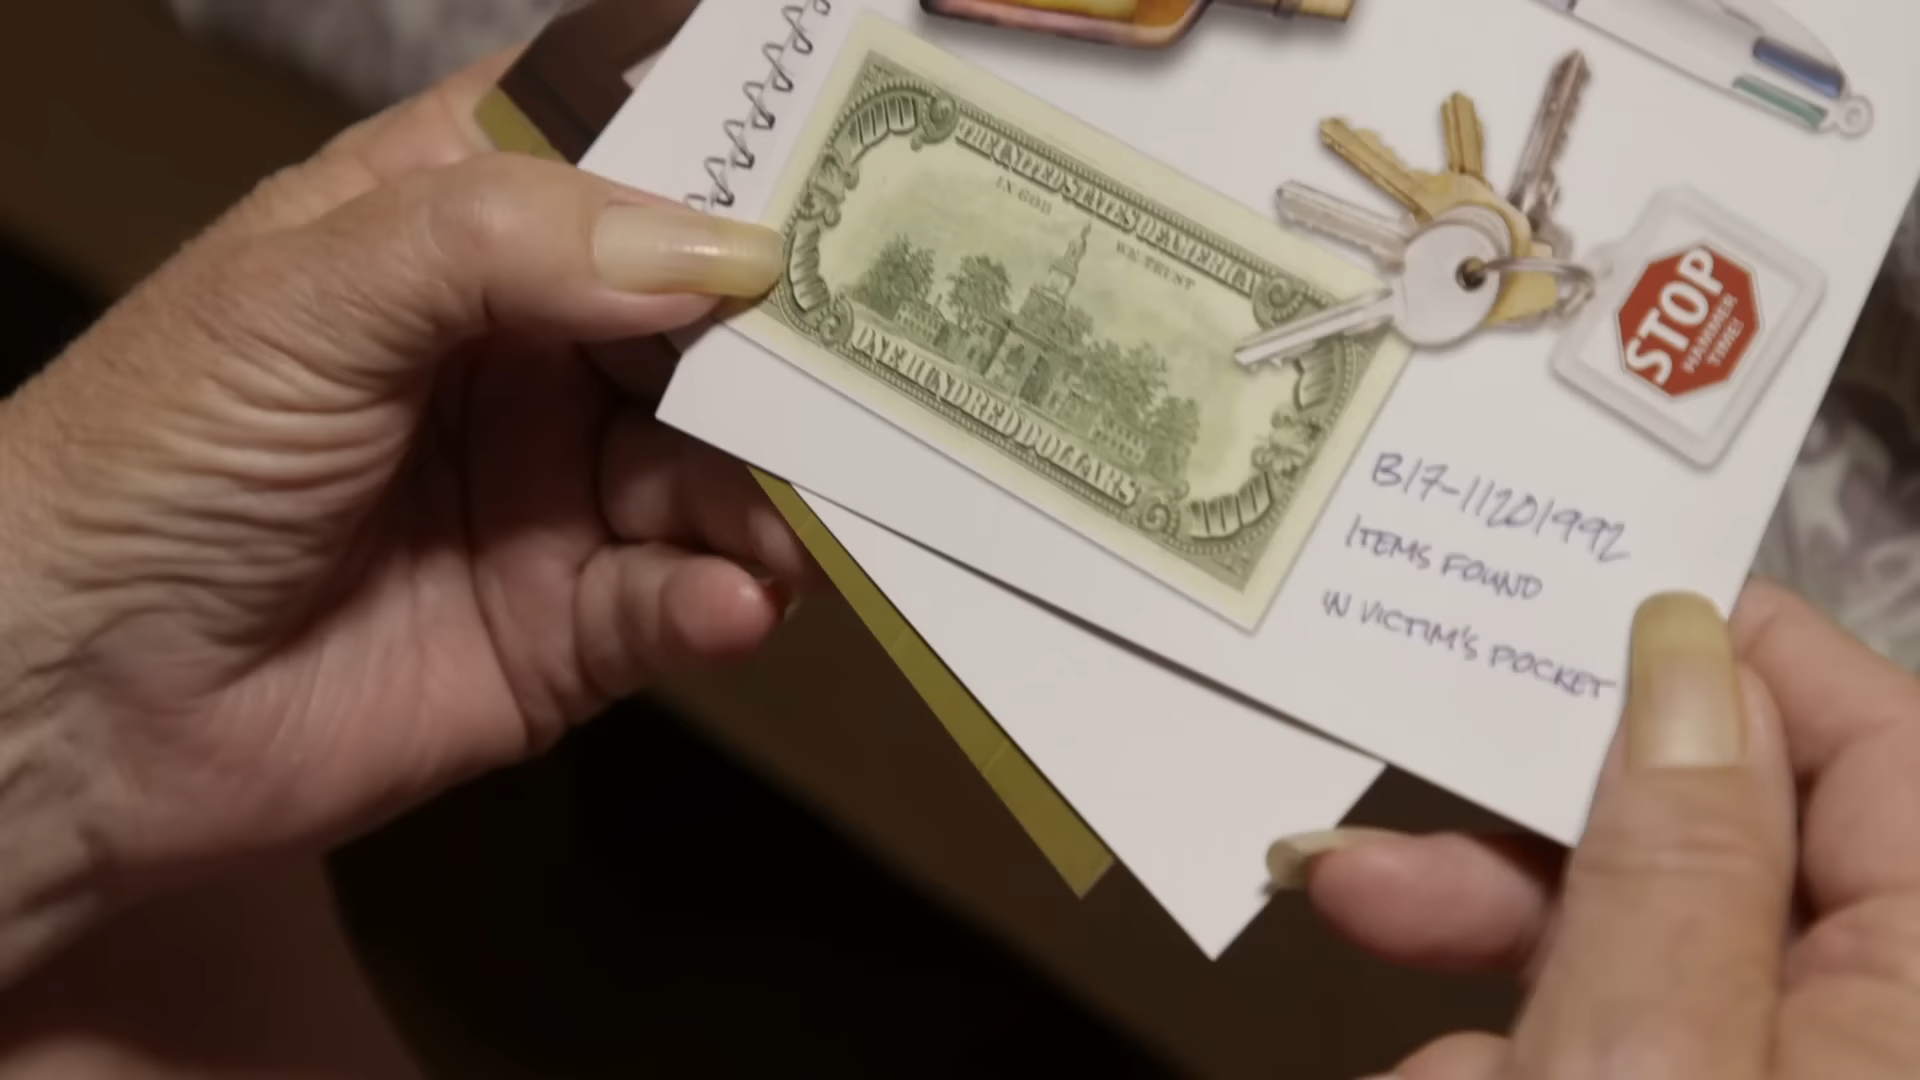 100
THE UNITED STATES OF AMERICA
IN GOD WE TRUST
ONE HUNDRED DOLLARS
100
STOP
HAMMER
TIME!
B17-11201992
ITEMS FOUND
IN VICTIM'S POCKET